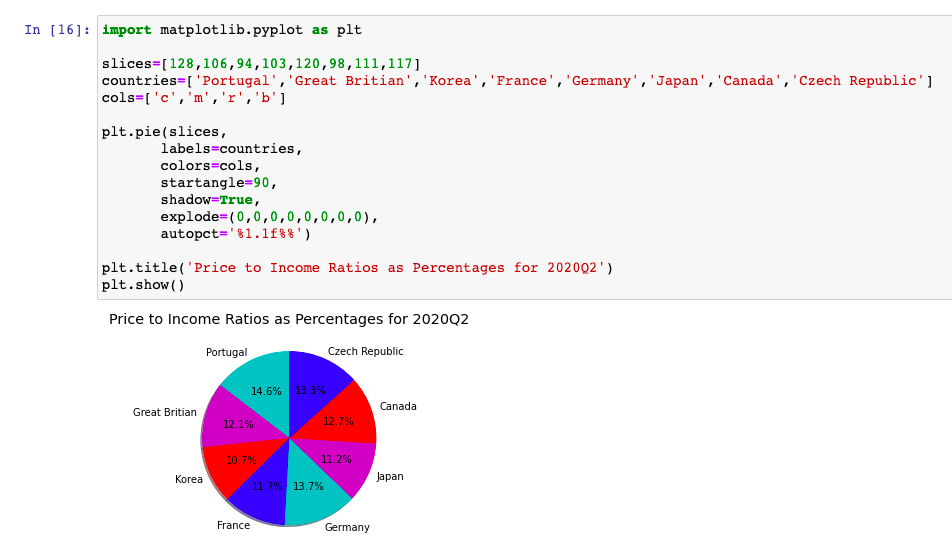 In [16]:
import matplotlib.pyplot as plt
slices=[128,106,94,103,120,98,111,117]
countries=['Portugal','Great Britian','Korea','France','Germany','Japan','Canada','Czech Republic']
cols=['c','m','r','b']
plt.pie(slices,
labels=countries,
colors=cols,
startangle=90,
shadow=True,
explode=(0,0,0,0,0,0,0,0),
autopct='%1.1f%%')
plt.title('Price to Income Ratios as Percentages for 2020Q2')
plt.show()
Price to Income Ratios as Percentages for 2020Q2
Portugal
Czech Republic
14.6%
13.3%
Great Britian
Canada
12.1%
12.7%
10.7%
11.2%
Korea
Japan
11.7%
13.7%
France
Germany